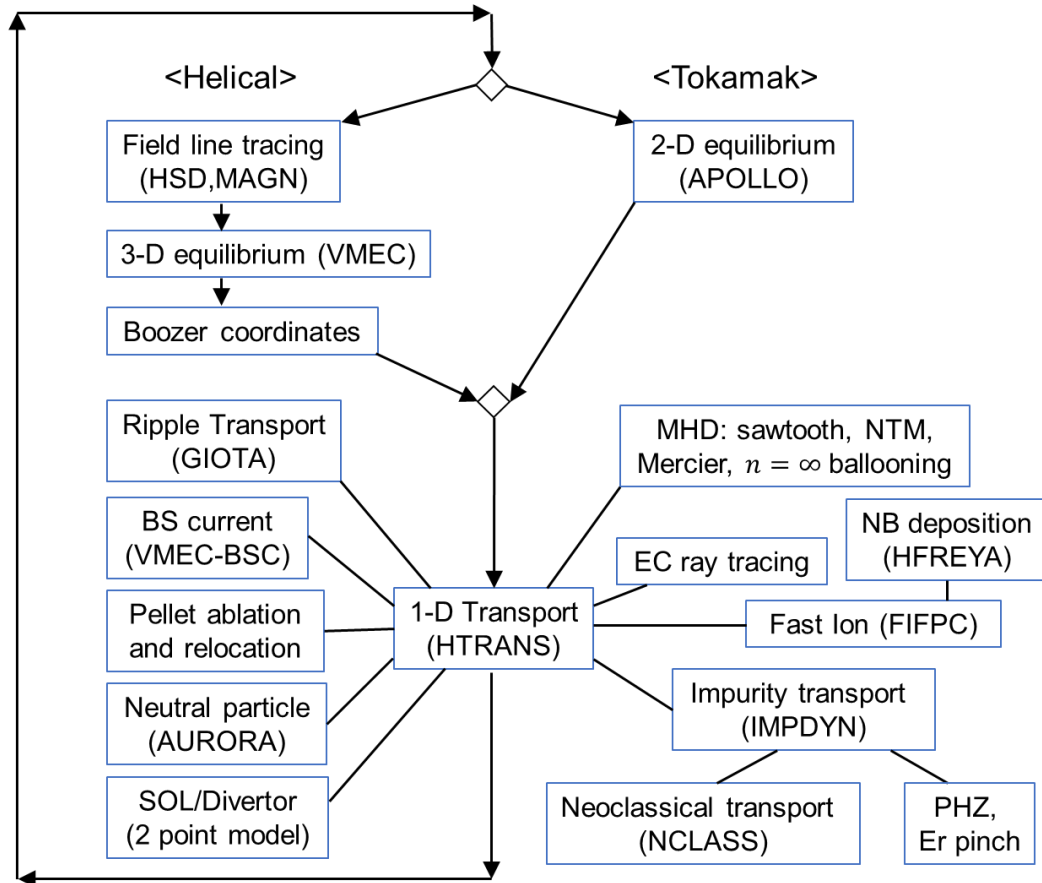 <Helical>
<Tokamak>
Field line tracing
(HSD,MAGN)
2-D equilibrium
(APOLLO)
3-D equilibrium (VMEC)
Boozer coordinates
Ripple Transport
(GIOTA)
MHD: sawtooth, NTM,
Mercier, n = ∞ ballooning
BS current
(VMEC-BSC)
EC ray tracing
NB deposition
(HFREYA)
Pellet ablation
and relocation
1-D Transport
(HTRANS)
Fast Ion (FIFPC)
Neutral particle
(AURORA)
Impurity transport
(IMPDYN)
SOL/Divertor
(2 point model)
Neoclassical transport
(NCLASS)
PHZ,
Er pinch